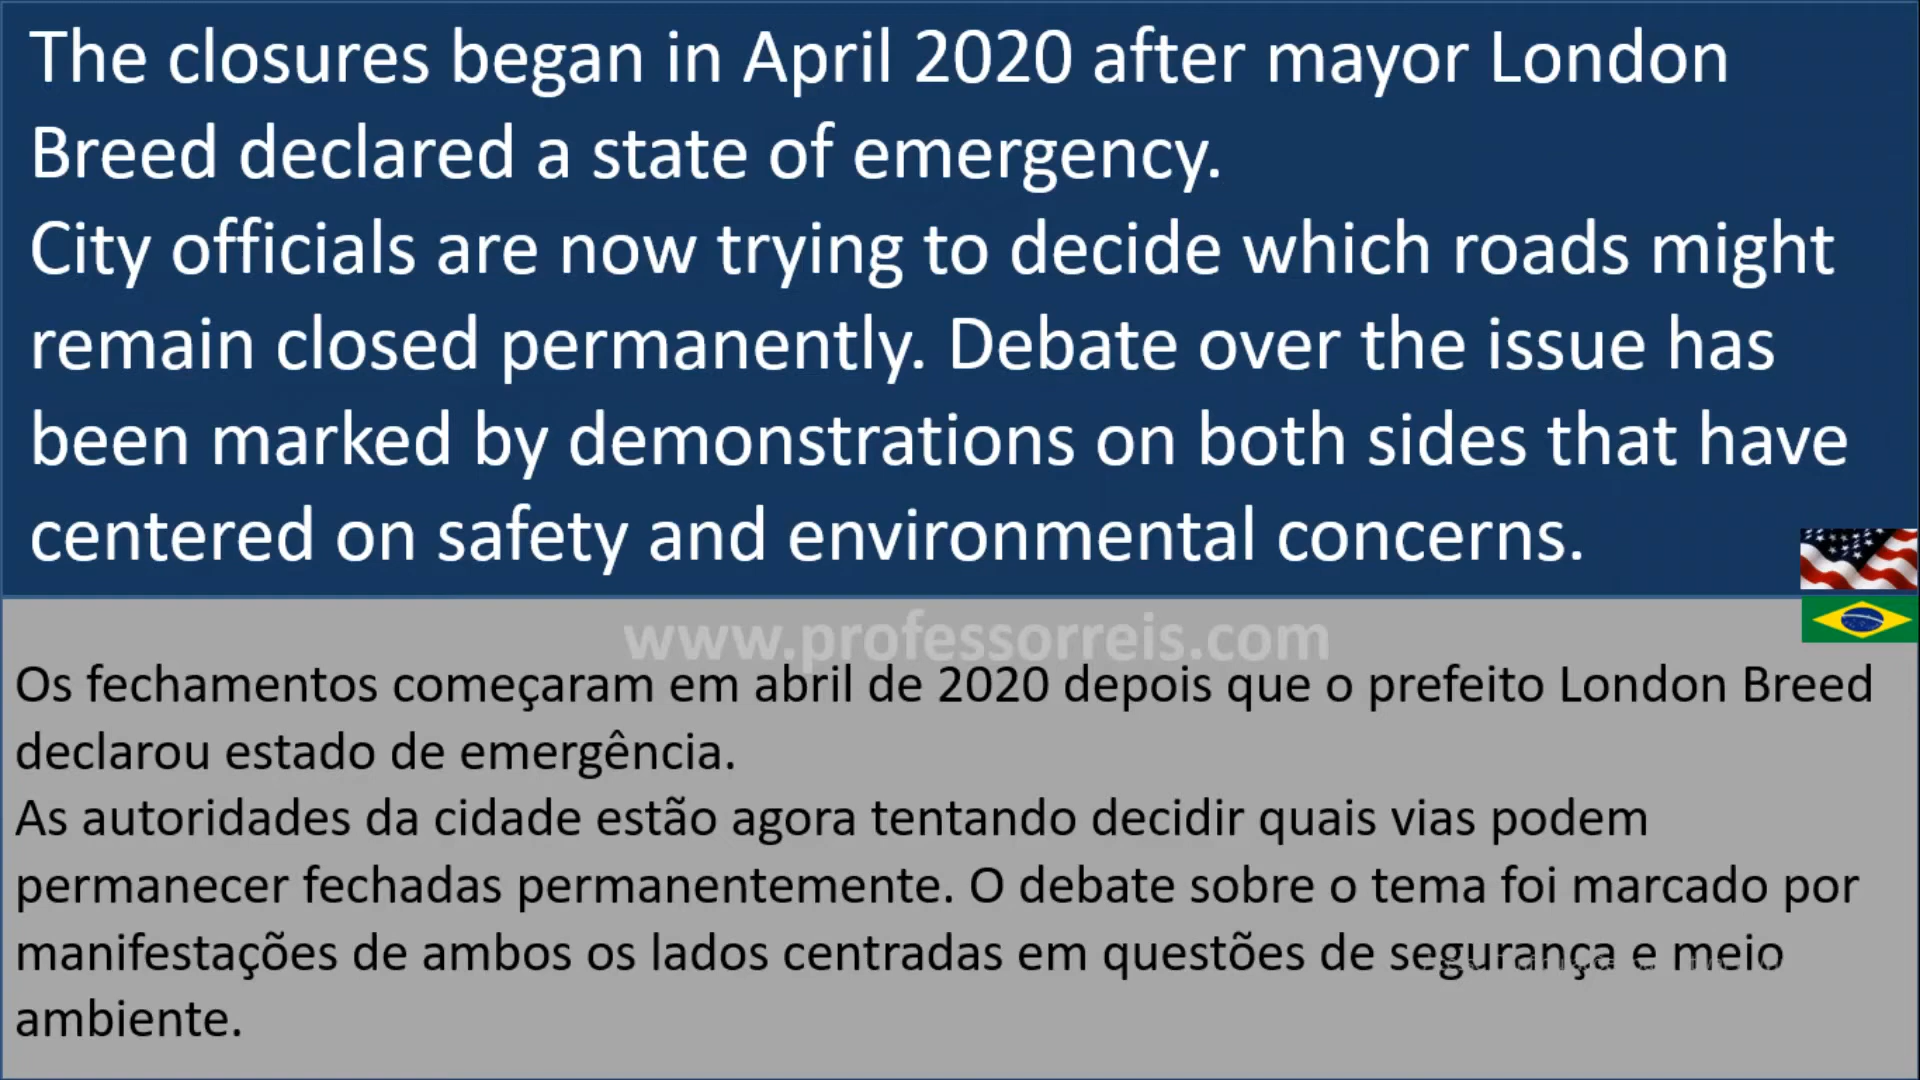 The closures began in April 2020 after mayor London
Breed declared a state of emergency.
City officials are now trying to decide which roads might
remain closed permanently. Debate over the issue has
been marked by demonstrations on both sides that have
centered on safety and environmental concerns.
www.professorreis.com
Os fechamentos começaram em abril de 2020 depois que o prefeito London Breed
declarou estado de emergência.
As autoridades da cidade estão agora tentando decidir quais vias podem
permanecer fechadas permanentemente. O debate sobre o tema foi marcado por
manifestações de ambos os lados centradas em questões de segurança e meio
ambiente.